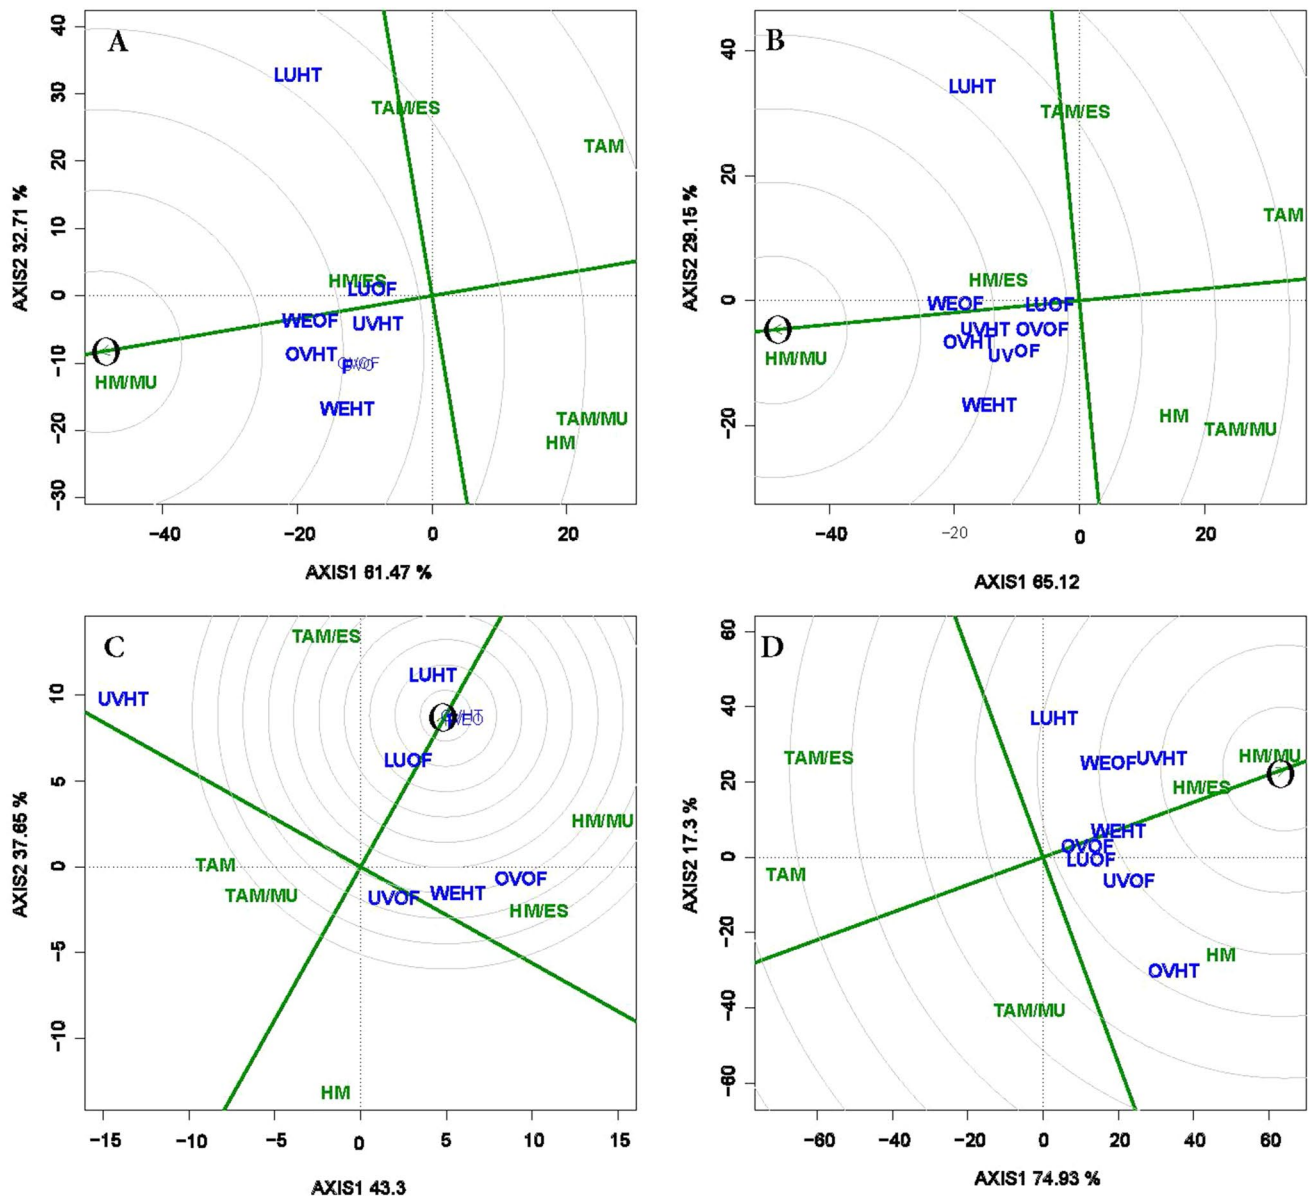 A
40
30
20
10
0
−10
−20
−30
AXIS2 32.71 %
LUHT
TAM/ES
TAM
HM/ES
LUOF
WEOF
UVHT
OVHT
HM/MU
WEHT
TAM/MU
HM
−40
−20
0
20
AXIS1 61.47 %
B
40
20
0
−20
AXIS2 29.15 %
LUHT
TAM/ES
TAM
HM/ES
WEOF
LUOF
UVHT
OVOF
OVHT
UVOF
HM/MU
WEHT
HM
TAM/MU
−40
−20
0
20
AXIS1 65.12
C
10
5
0
−5
−10
AXIS2 37.65 %
TAM/ES
LUHT
UVHT
LUOF
HM/MU
TAM
TAM/MU
UVOF
WEHT
OVOF
HM/ES
HM
−15
−10
−5
0
5
10
15
AXIS1 43.3
D
60
40
20
0
−20
−40
−60
AXIS2 17.3 %
LUHT
TAM/ES
WEOF
UVHT
HM/MU
HM/ES
WEHT
OVOF
LUOF
TAM
UVOF
HM
OVHT
TAM/MU
−60
−40
−20
0
20
40
60
AXIS1 74.93 %